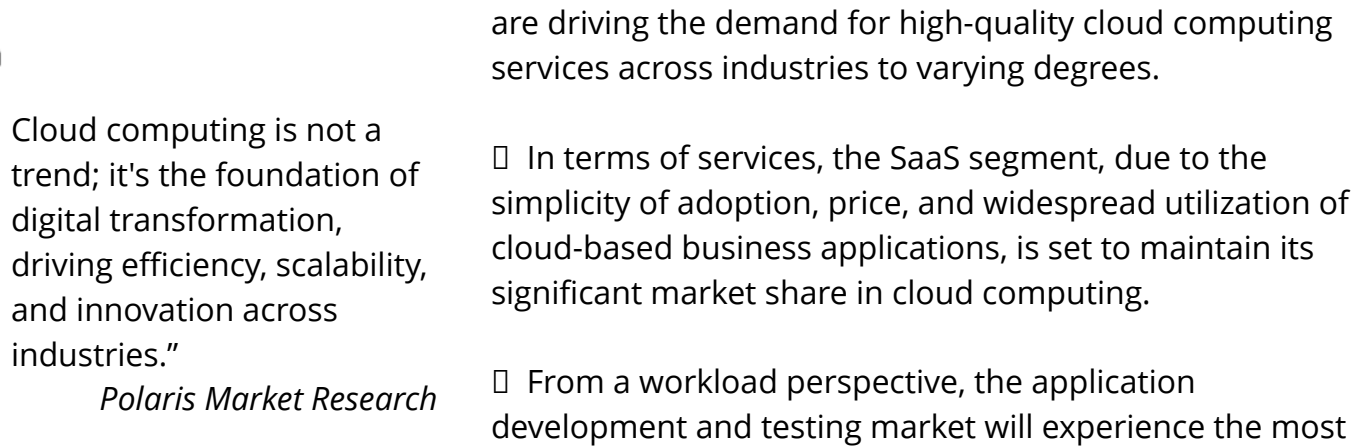 Cloud computing is not a
trend; it's the foundation of
digital transformation,
driving efficiency, scalability,
and innovation across
industries.”
Polaris Market Research
are driving the demand for high-quality cloud computing
services across industries to varying degrees.
▯ In terms of services, the SaaS segment, due to the
simplicity of adoption, price, and widespread utilization of
cloud-based business applications, is set to maintain its
significant market share in cloud computing.
▯ From a workload perspective, the application
development and testing market will experience the most